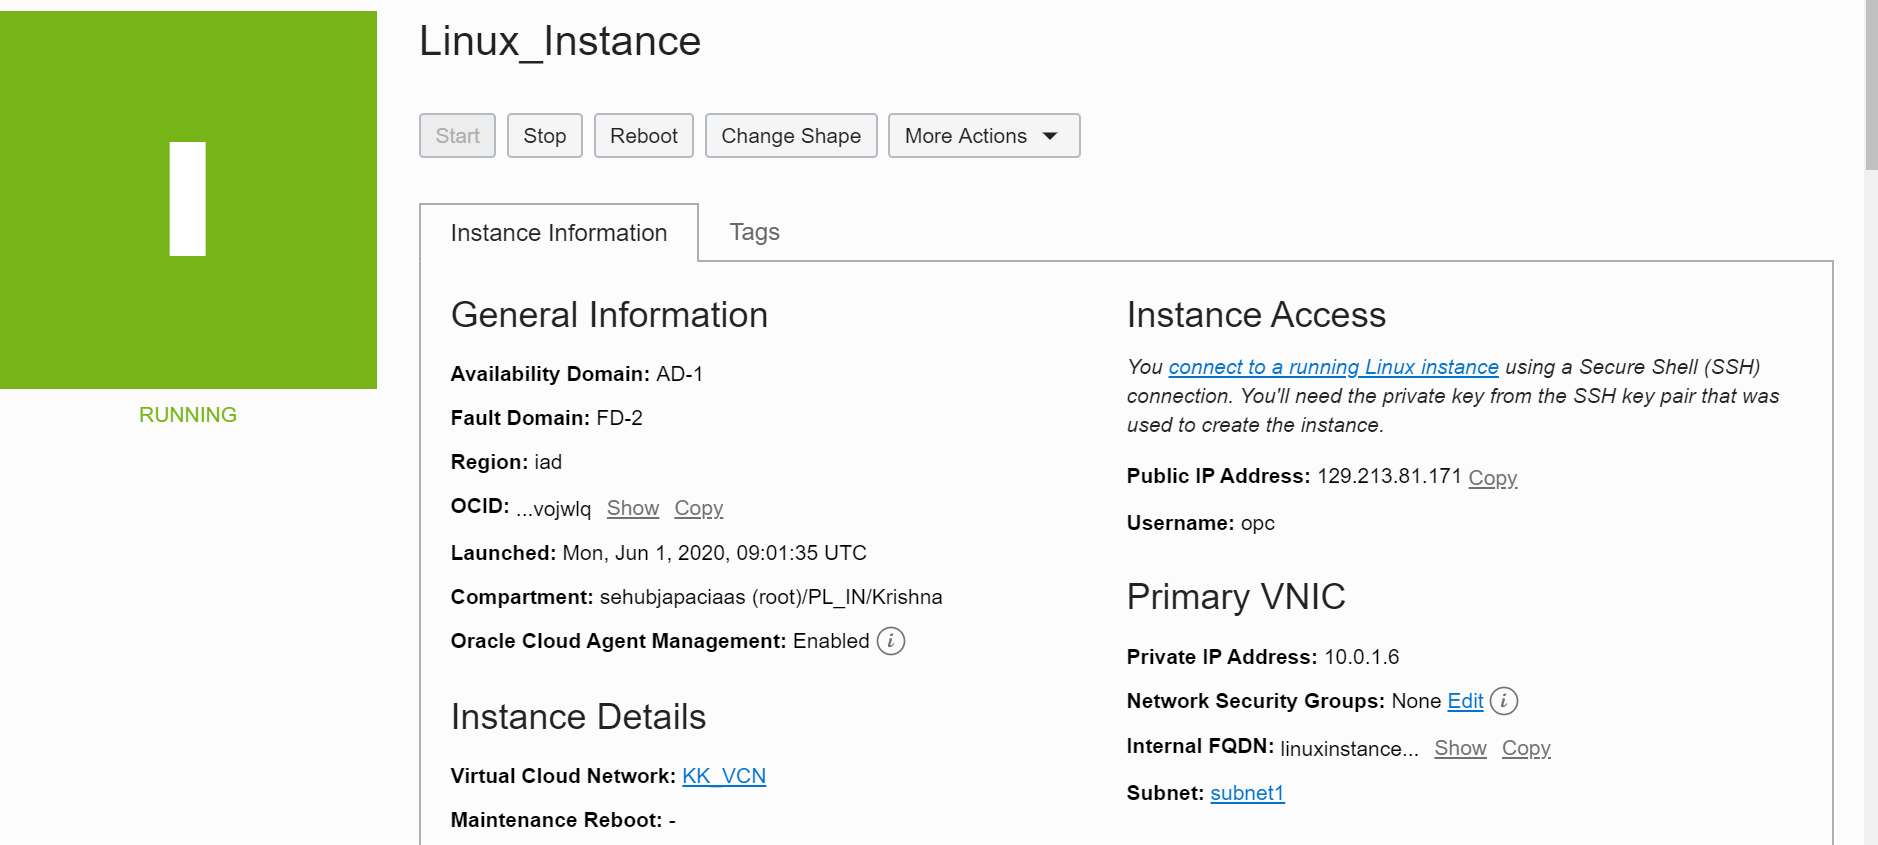 I
RUNNING
Linux_Instance
Start Stop Reboot Change Shape More Actions
Instance Information Tags
General Information
Availability Domain: AD-1
Fault Domain: FD-2
Region: iad
OCID: ...vojwlq Show Copy
Launched: Mon, Jun 1, 2020, 09:01:35 UTC
Compartment: sehubjapaciaas (root)/PL_IN/Krishna
Oracle Cloud Agent Management: Enabled i
Instance Details
Virtual Cloud Network: KK_VCN
Maintenance Reboot: -
Instance Access
You connect to a running Linux instance using a Secure Shell (SSH)
connection. You'll need the private key from the SSH key pair that was
used to create the instance.
Public IP Address: 129.213.81.171 Copy
Username: opc
Primary VNIC
Private IP Address: 10.0.1.6
Network Security Groups: None Edit i
Internal FQDN: linuxinstance... Show Copy
Subnet: subnet1